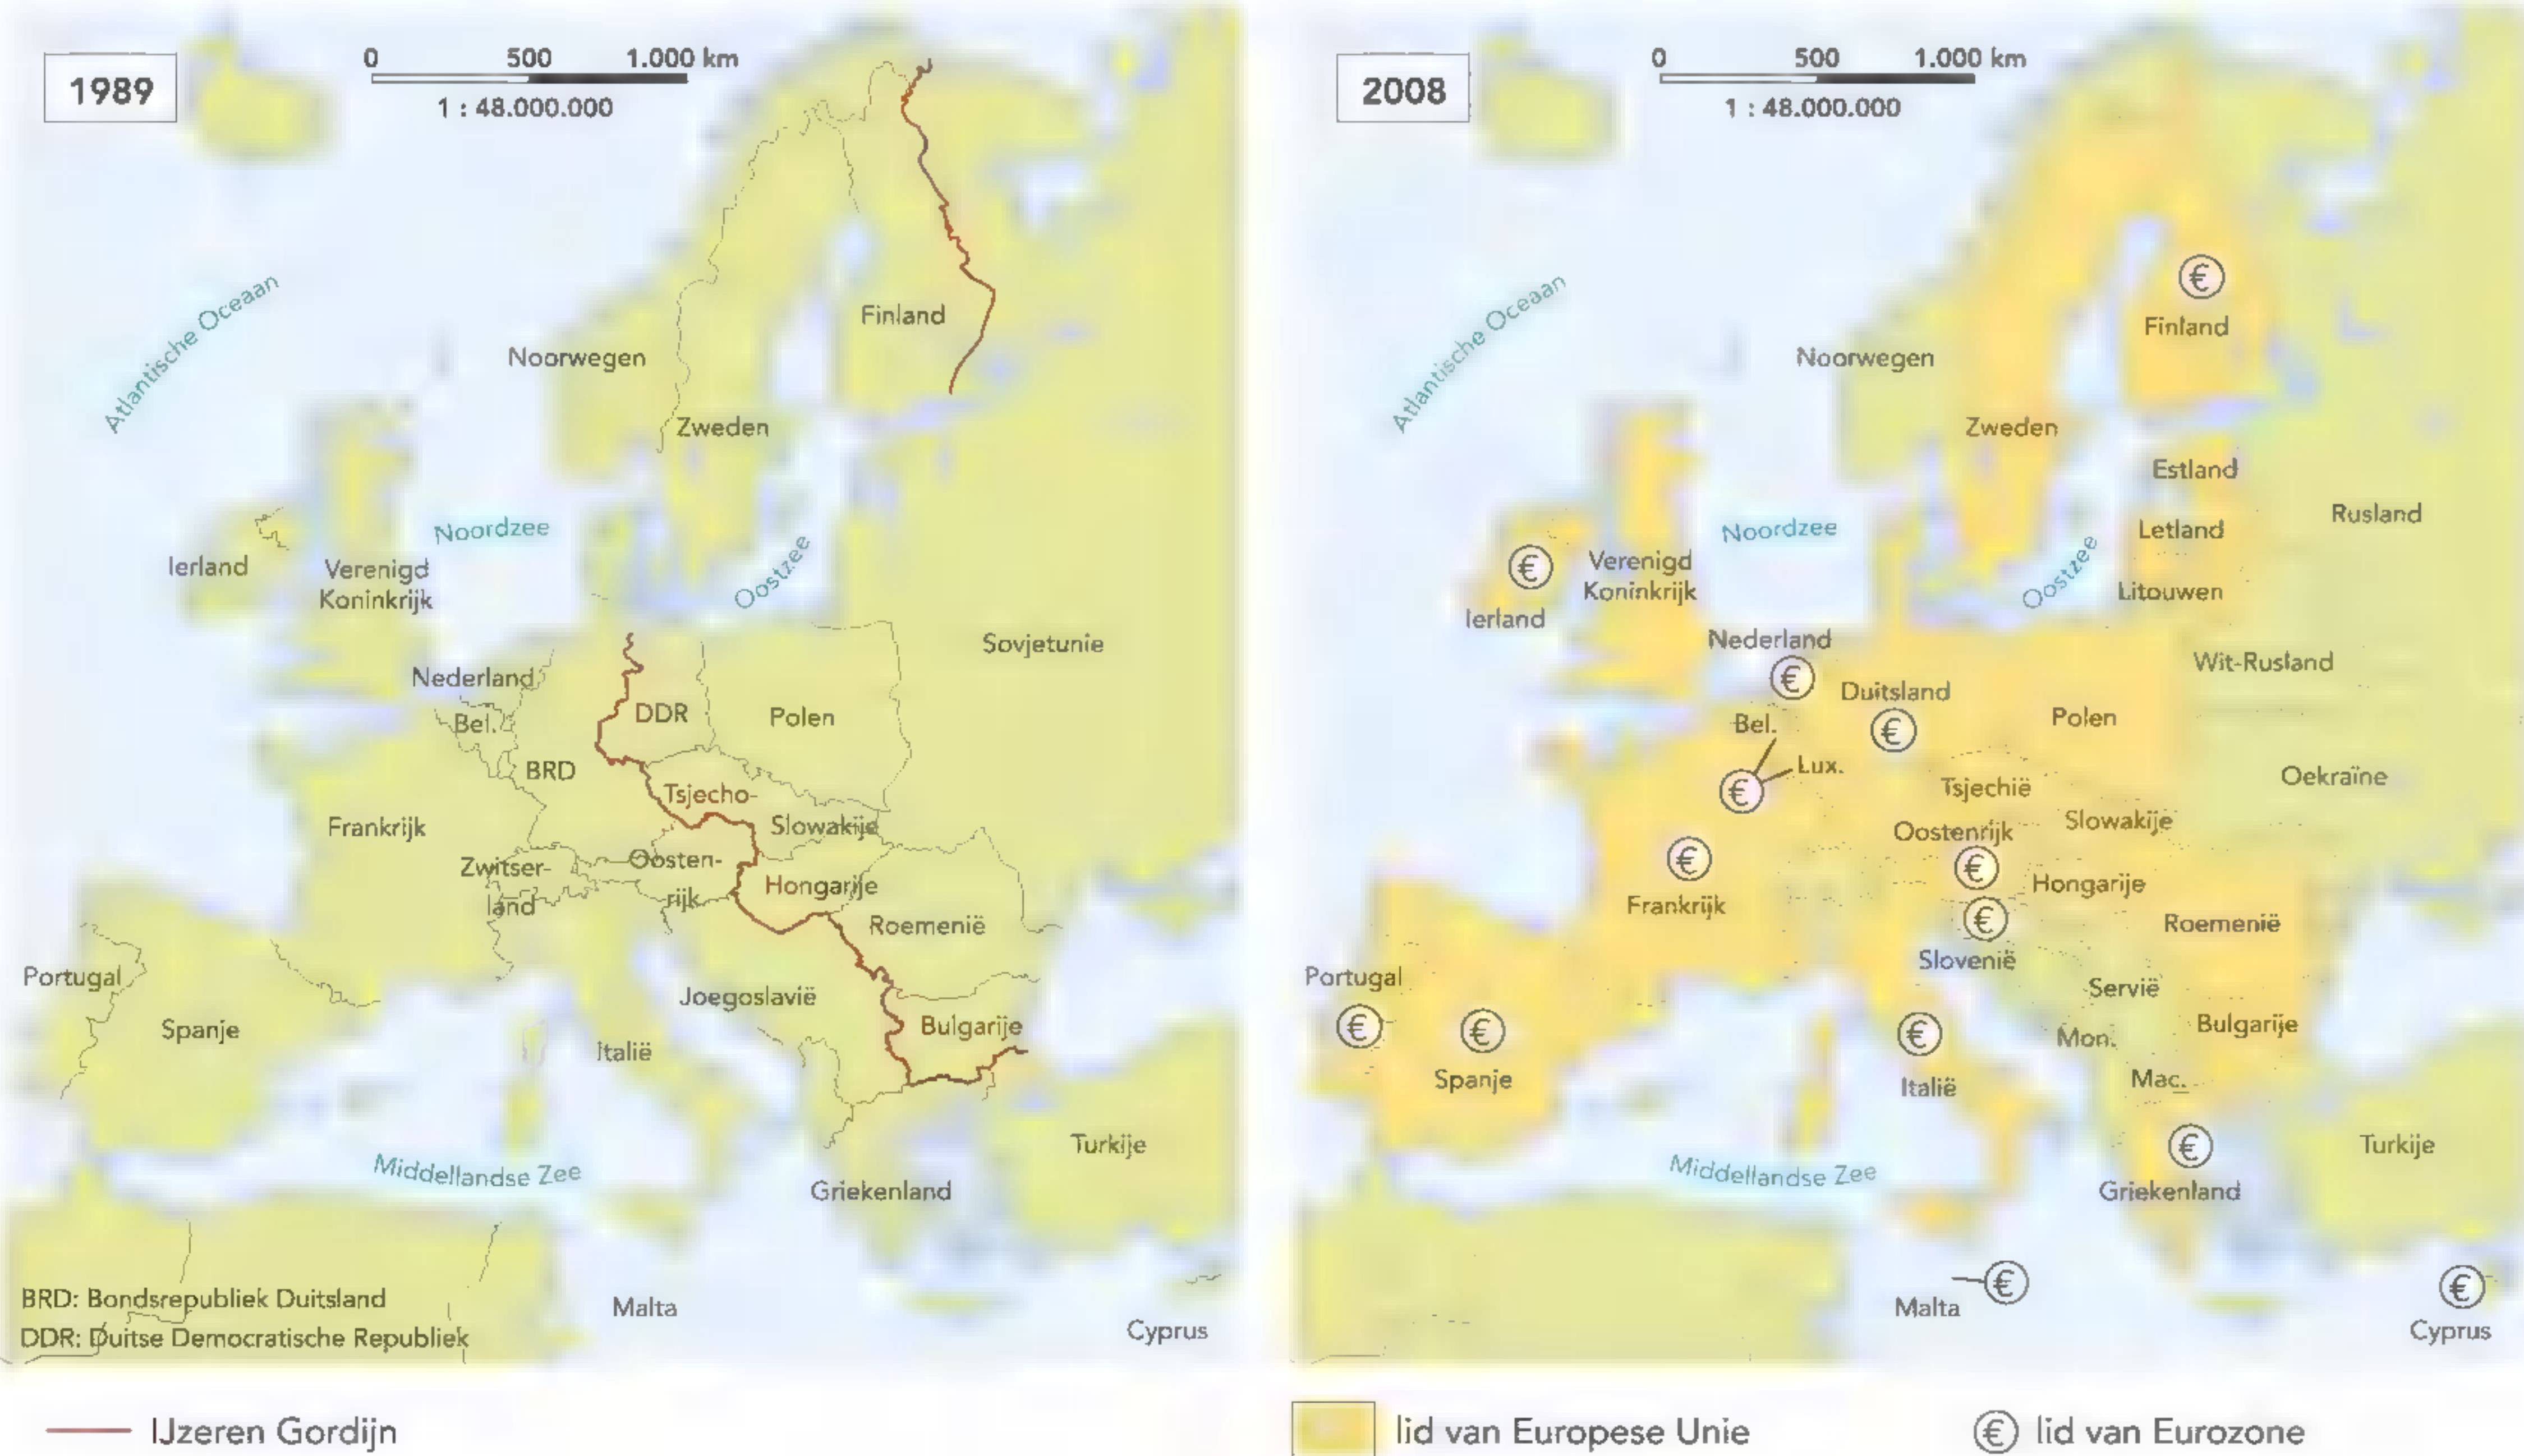 1989
0 500 1.000 km
1 : 48.000.000
Atlantische Oceaan
Noorwegen
Finland
Zweden
Noordzee
Oostzee
Ierland
Verenigd
Koninkrijk
Sovjetunie
Nederland
Bel.
DDR
Polen
BRD
Tsjecho-
Slowakije
Frankrijk
Zwitser-
land
Oosten-
rijk
Hongarije
Roemenië
Portugal
Spanje
Joegoslavië
Italië
Bulgarije
Turkije
Middellandse Zee
Griekenland
Malta
Cyprus
BRD: Bondsrepubliek Duitsland
DDR: Duitse Democratische Republiek
IJzeren Gordijn
2008
0 500 1.000 km
1 : 48.000.000
Atlantische Oceaan
€
Finland
Noorwegen
Zweden
Estland
Rusland
Noordzee
Letland
Oostzee
€
Ierland
Verenigd
Koninkrijk
Litouwen
Nederland
€
Wit-Rusland
Duitsland
€
Polen
Bel.
Lux.
€
Oekraïne
Tsjechië
Slowakije
Oostenrijk
€
€
Frankrijk
Hongarije
€
Slovenië
Roemenië
Portugal
€
€
Spanje
Servië
Mon.
Bulgarije
€
Italië
Mac.
€
Griekenland
Turkije
Middellandse Zee
€
Malta
€
Cyprus
lid van Europese Unie
€ lid van Eurozone